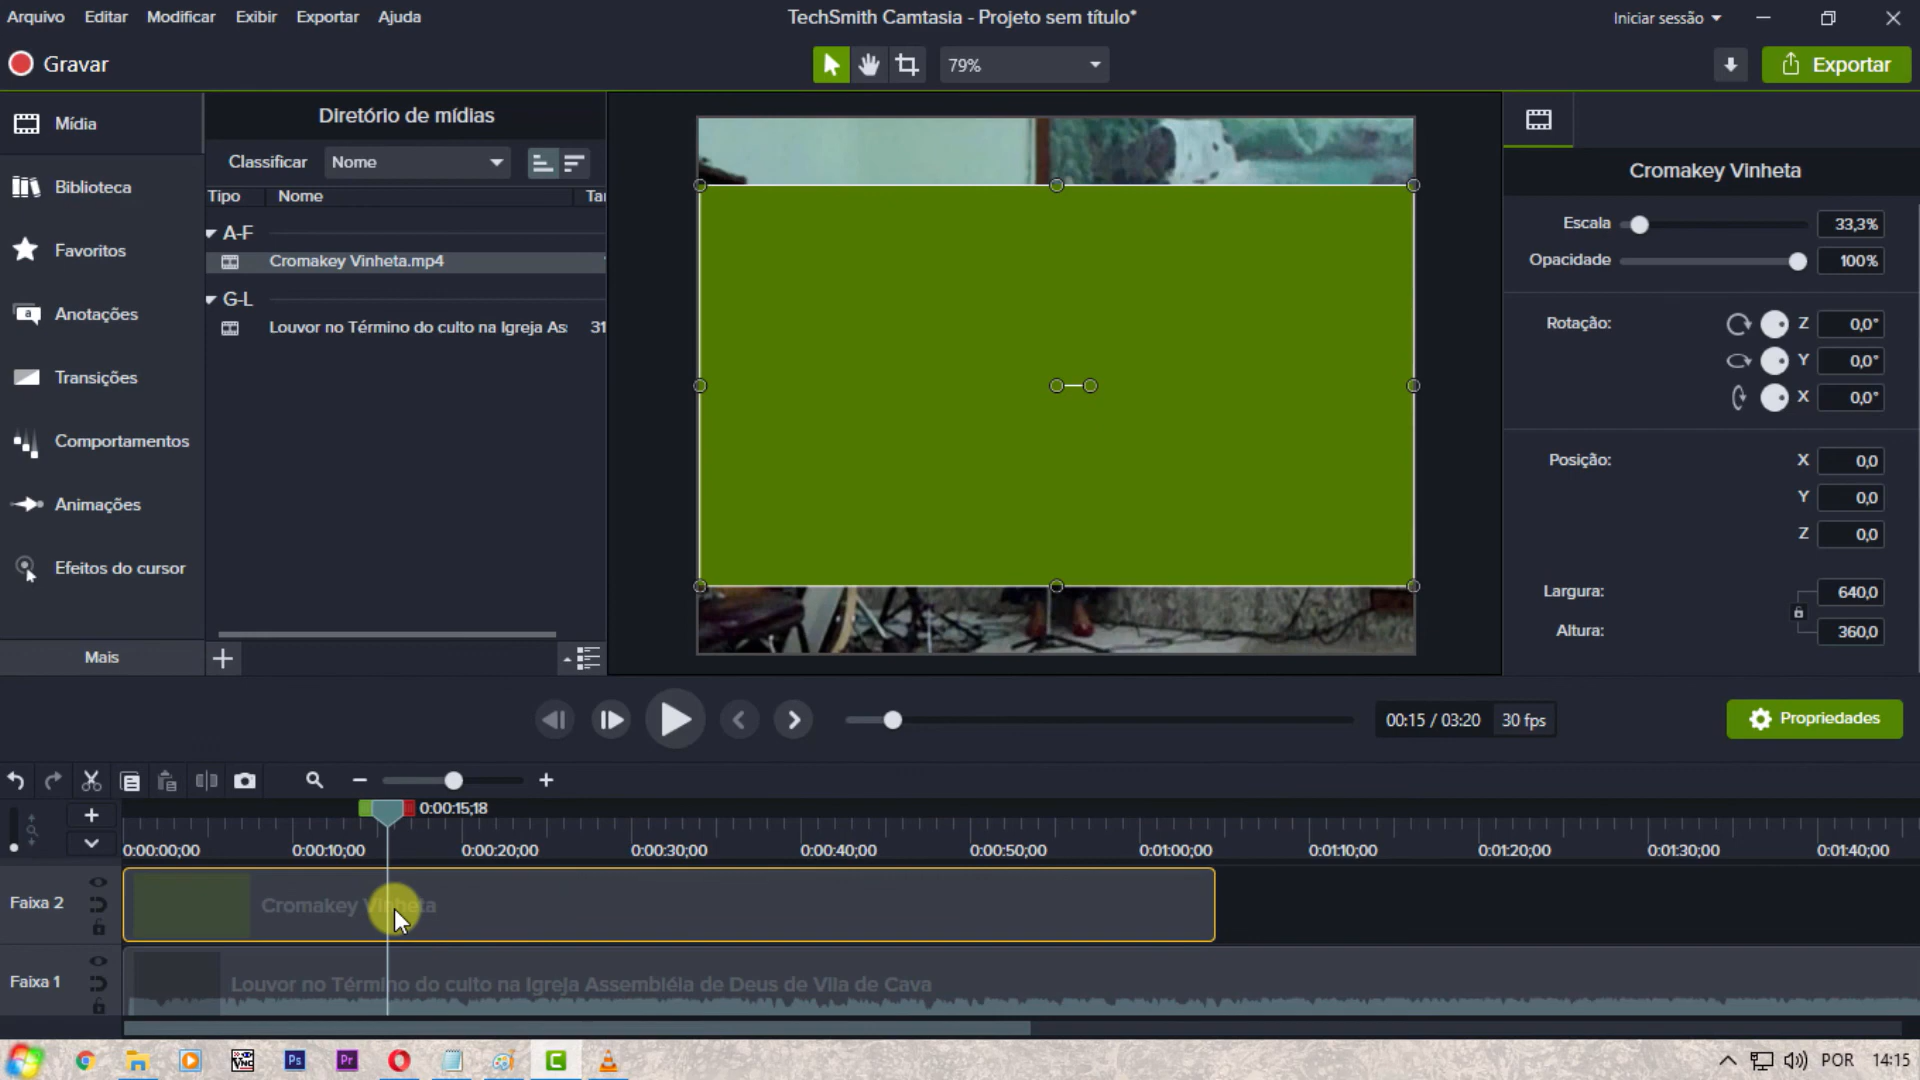 Arquivo Editar Modificar Exibir Exportar Ajuda
TechSmith Camtasia - Projeto sem título*
Iniciar sessão
Gravar
79%
Exportar
Mídia
Biblioteca
Favoritos
Anotações
Transições
Comportamentos
Animações
Efeitos do cursor
Mais
Diretório de mídias
Classificar Nome
Tipo Nome Tar
A-F
Cromakey Vinheta.mp4
G-L
Louvor no Término do culto na Igreja As 31
Cromakey Vinheta
Escala 33,3%
Opacidade 100%
Rotação: Z 0,0°
Y 0,0°
X 0,0°
Posição: X 0,0
Y 0,0
Z 0,0
Largura: 640,0
Altura: 360,0
00:15 / 03:20 30 fps
Propriedades
0:00:15;18
0:00:00;00 0:00:10;00 0:00:20;00 0:00:30;00 0:00:40;00 0:00:50;00 0:01:00;00 0:01:10;00 0:01:20;00 0:01:30;00 0:01:40;00
Faixa 2
Cromakey Vinheta
Faixa 1
Louvor no Término do culto na Igreja Assembléia de Deus de Vila de Cava
VNC Ps Pr C
POR 14:15